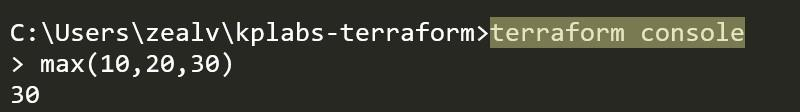 C:\Users\zealv\kplabs-terraform>terraform console
> max(10,20,30)
30